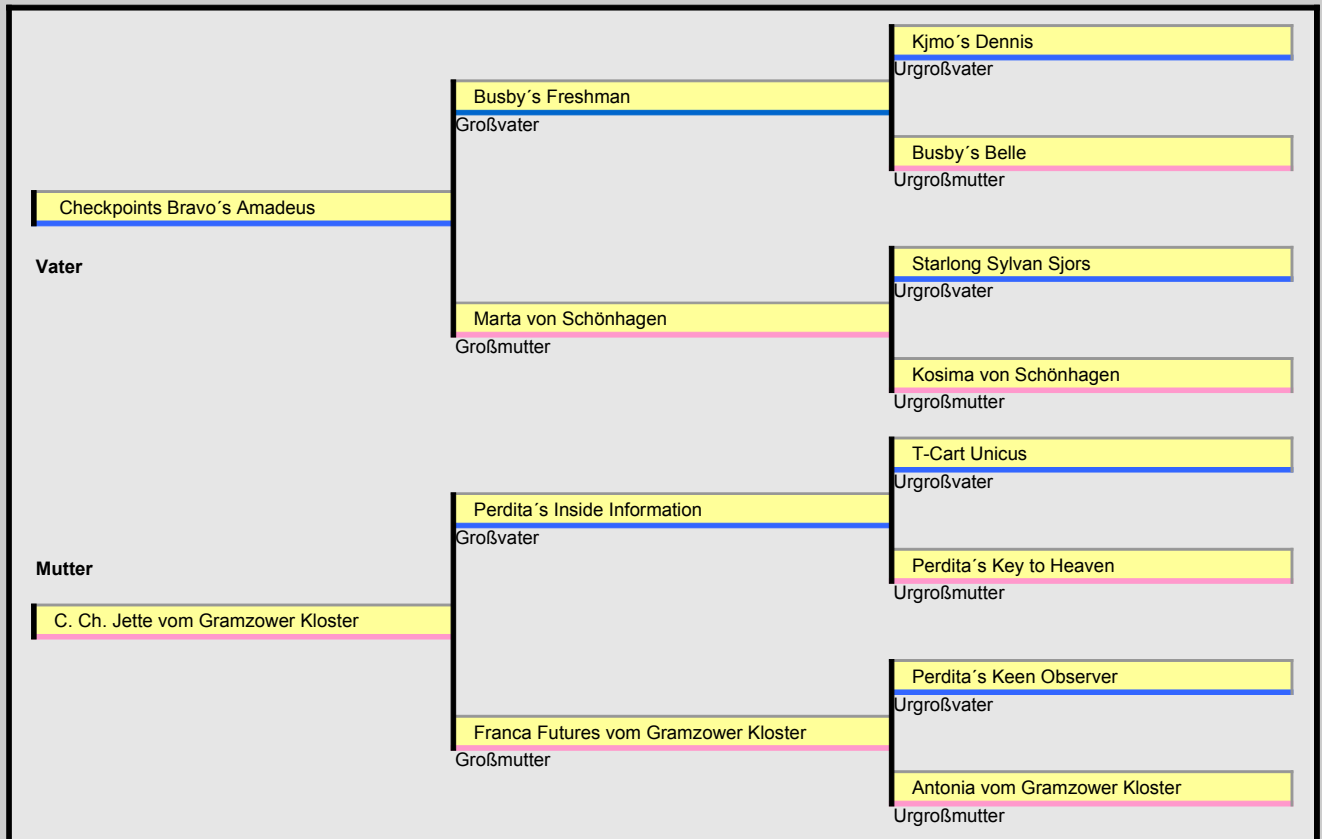 Kjmo´s Dennis
Urgroßvater
Busby´s Freshman
Großvater
Busby´s Belle
Urgroßmutter
Checkpoints Bravo´s Amadeus
Vater
Starlong Sylvan Sjors
Urgroßvater
Marta von Schönhagen
Großmutter
Kosima von Schönhagen
Urgroßmutter
T-Cart Unicus
Urgroßvater
Perdita´s Inside Information
Großvater
Mutter
Perdita´s Key to Heaven
Urgroßmutter
C. Ch. Jette vom Gramzower Kloster
Perdita´s Keen Observer
Urgroßvater
Franca Futures vom Gramzower Kloster
Großmutter
Antonia vom Gramzower Kloster
Urgroßmutter